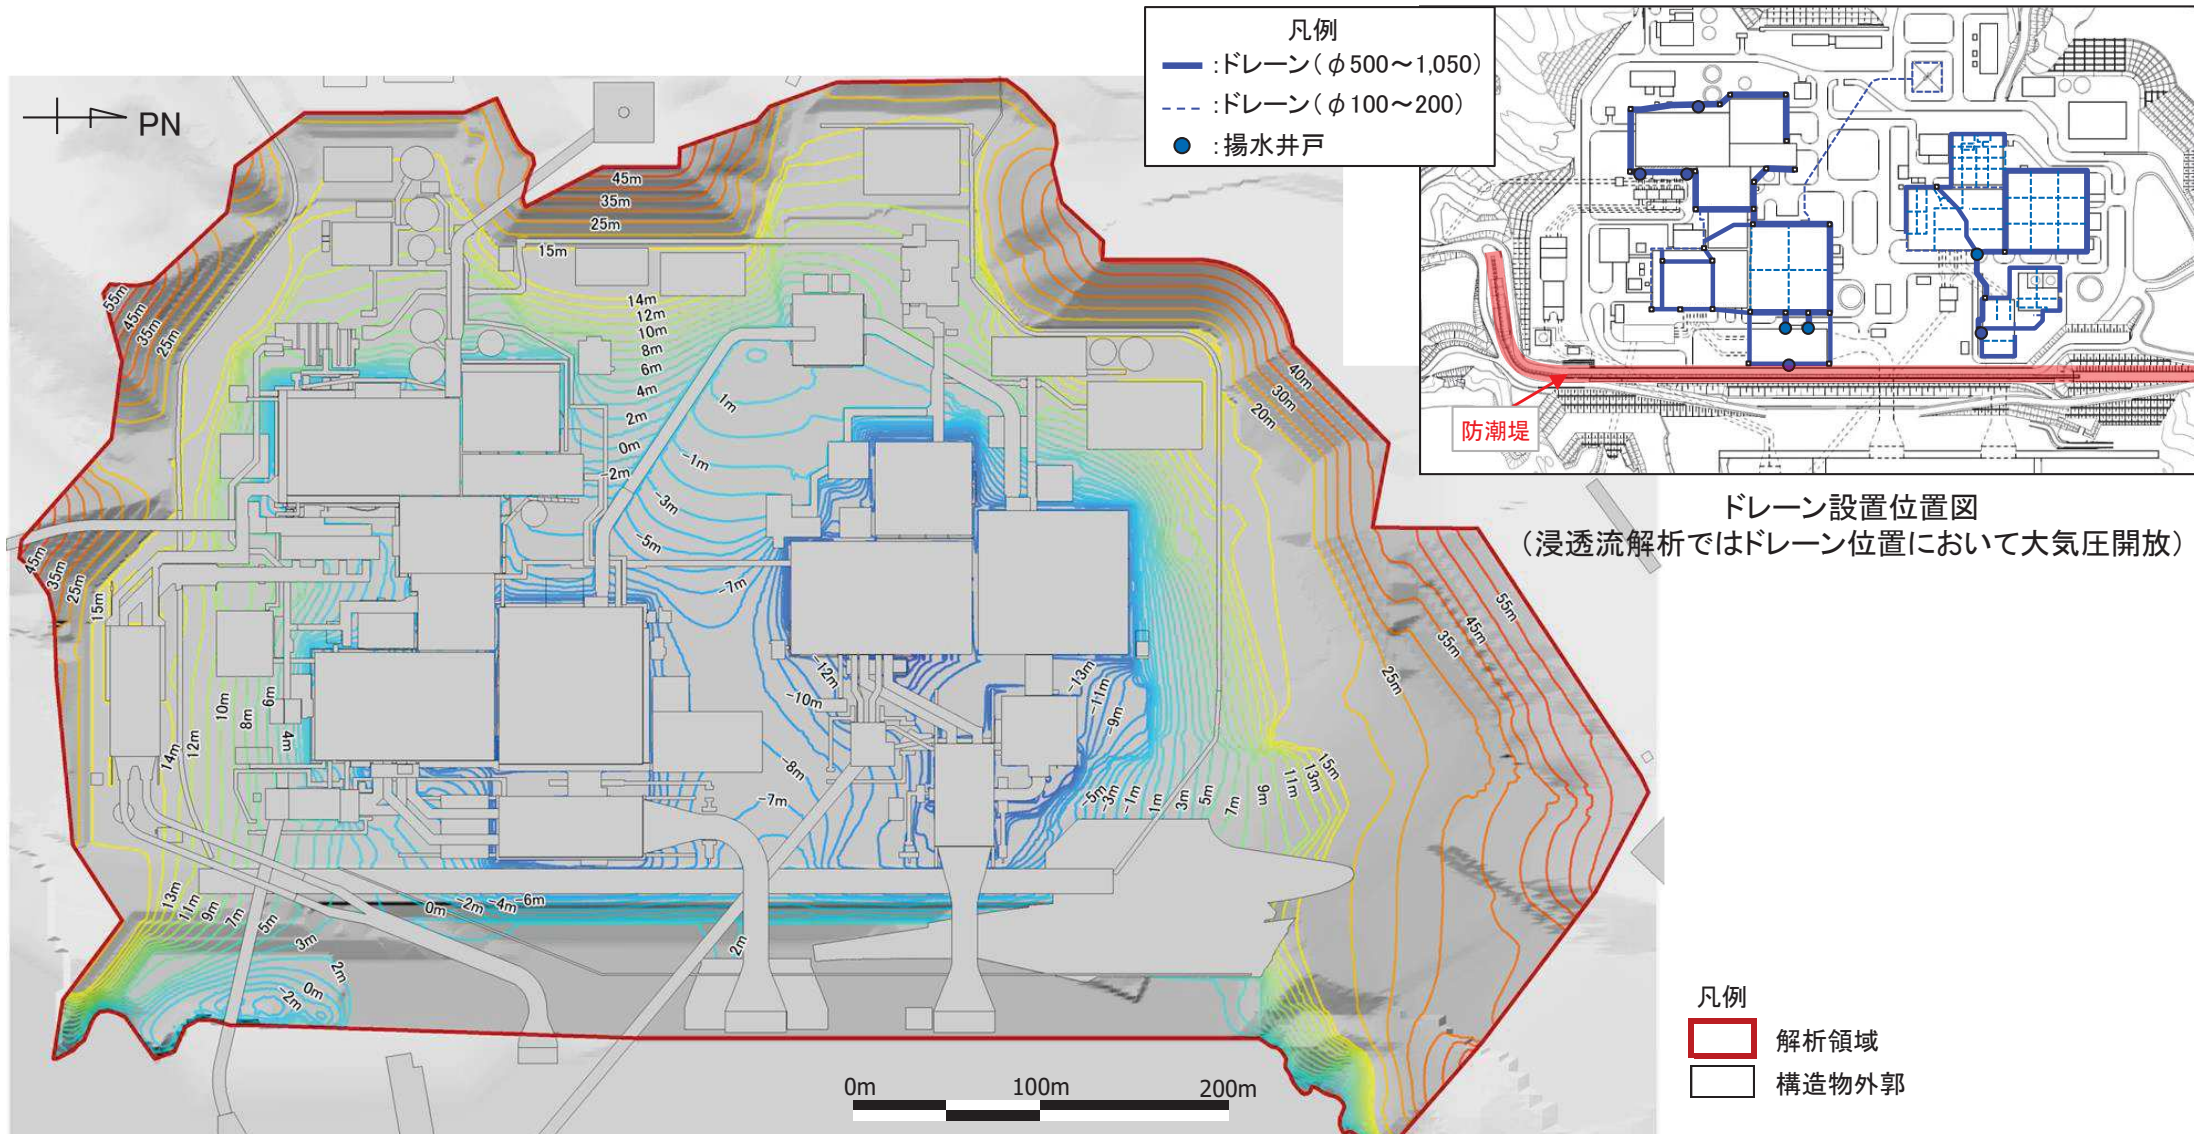 PN
凡例
:ドレーン(φ500~1,050)
:ドレーン(φ100~200)
:揚水井戸
防潮堤
ドレーン設置位置図
(浸透流解析ではドレーン位置において大気圧開放)
45m
35m
25m
15m
14m
12m
10m
8m
6m
4m
2m
0m
-2m
1m
-1m
-3m
-5m
-7m
55m
45m
35m
25m
45m
35m
25m
15m
40m
30m
20m
55m
45m
35m
25m
10m
8m
6m
4m
14m
12m
-12m
-10m
-8m
-7m
-13m
-11m
-9m
-5m
-3m
-1m
1m
3m
5m
7m
9m
11m
13m
15m
13m
11m
9m
7m
5m
3m
2m
0m
-2m
0m
-2m
-4m
-6m
2m
0m
100m
200m
凡例
解析領域
構造物外郭